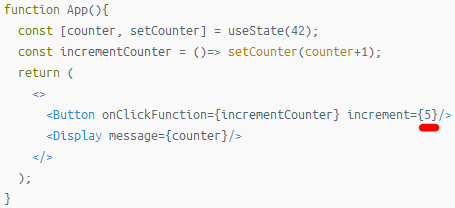 function App(){
const [counter, setCounter] = useState(42);
const incrementCounter = ()=> setCounter(counter+1);
return (
<>
<Button onClickFunction={incrementCounter} increment={5}/>
<Display message={counter}/>
</>
);
}